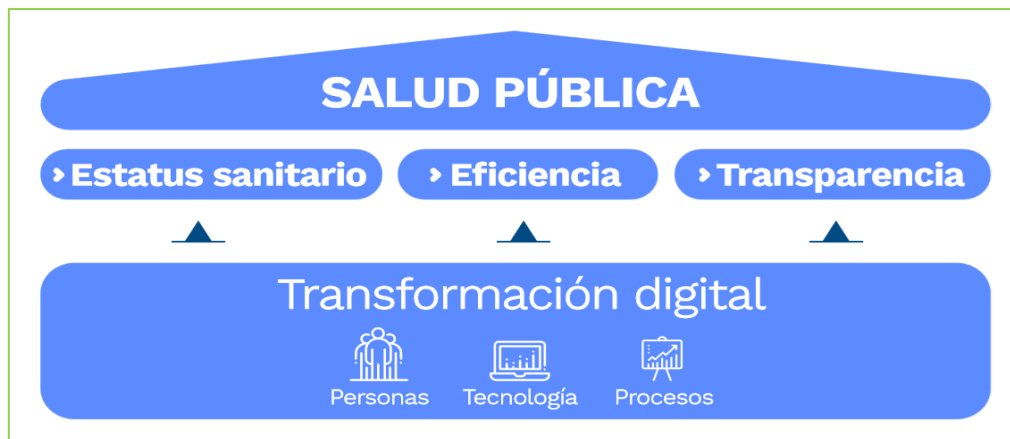 SALUD PÚBLICA
Estatus sanitario
Eficiencia
Transparencia
Transformación digital
Personas
Tecnología
Procesos